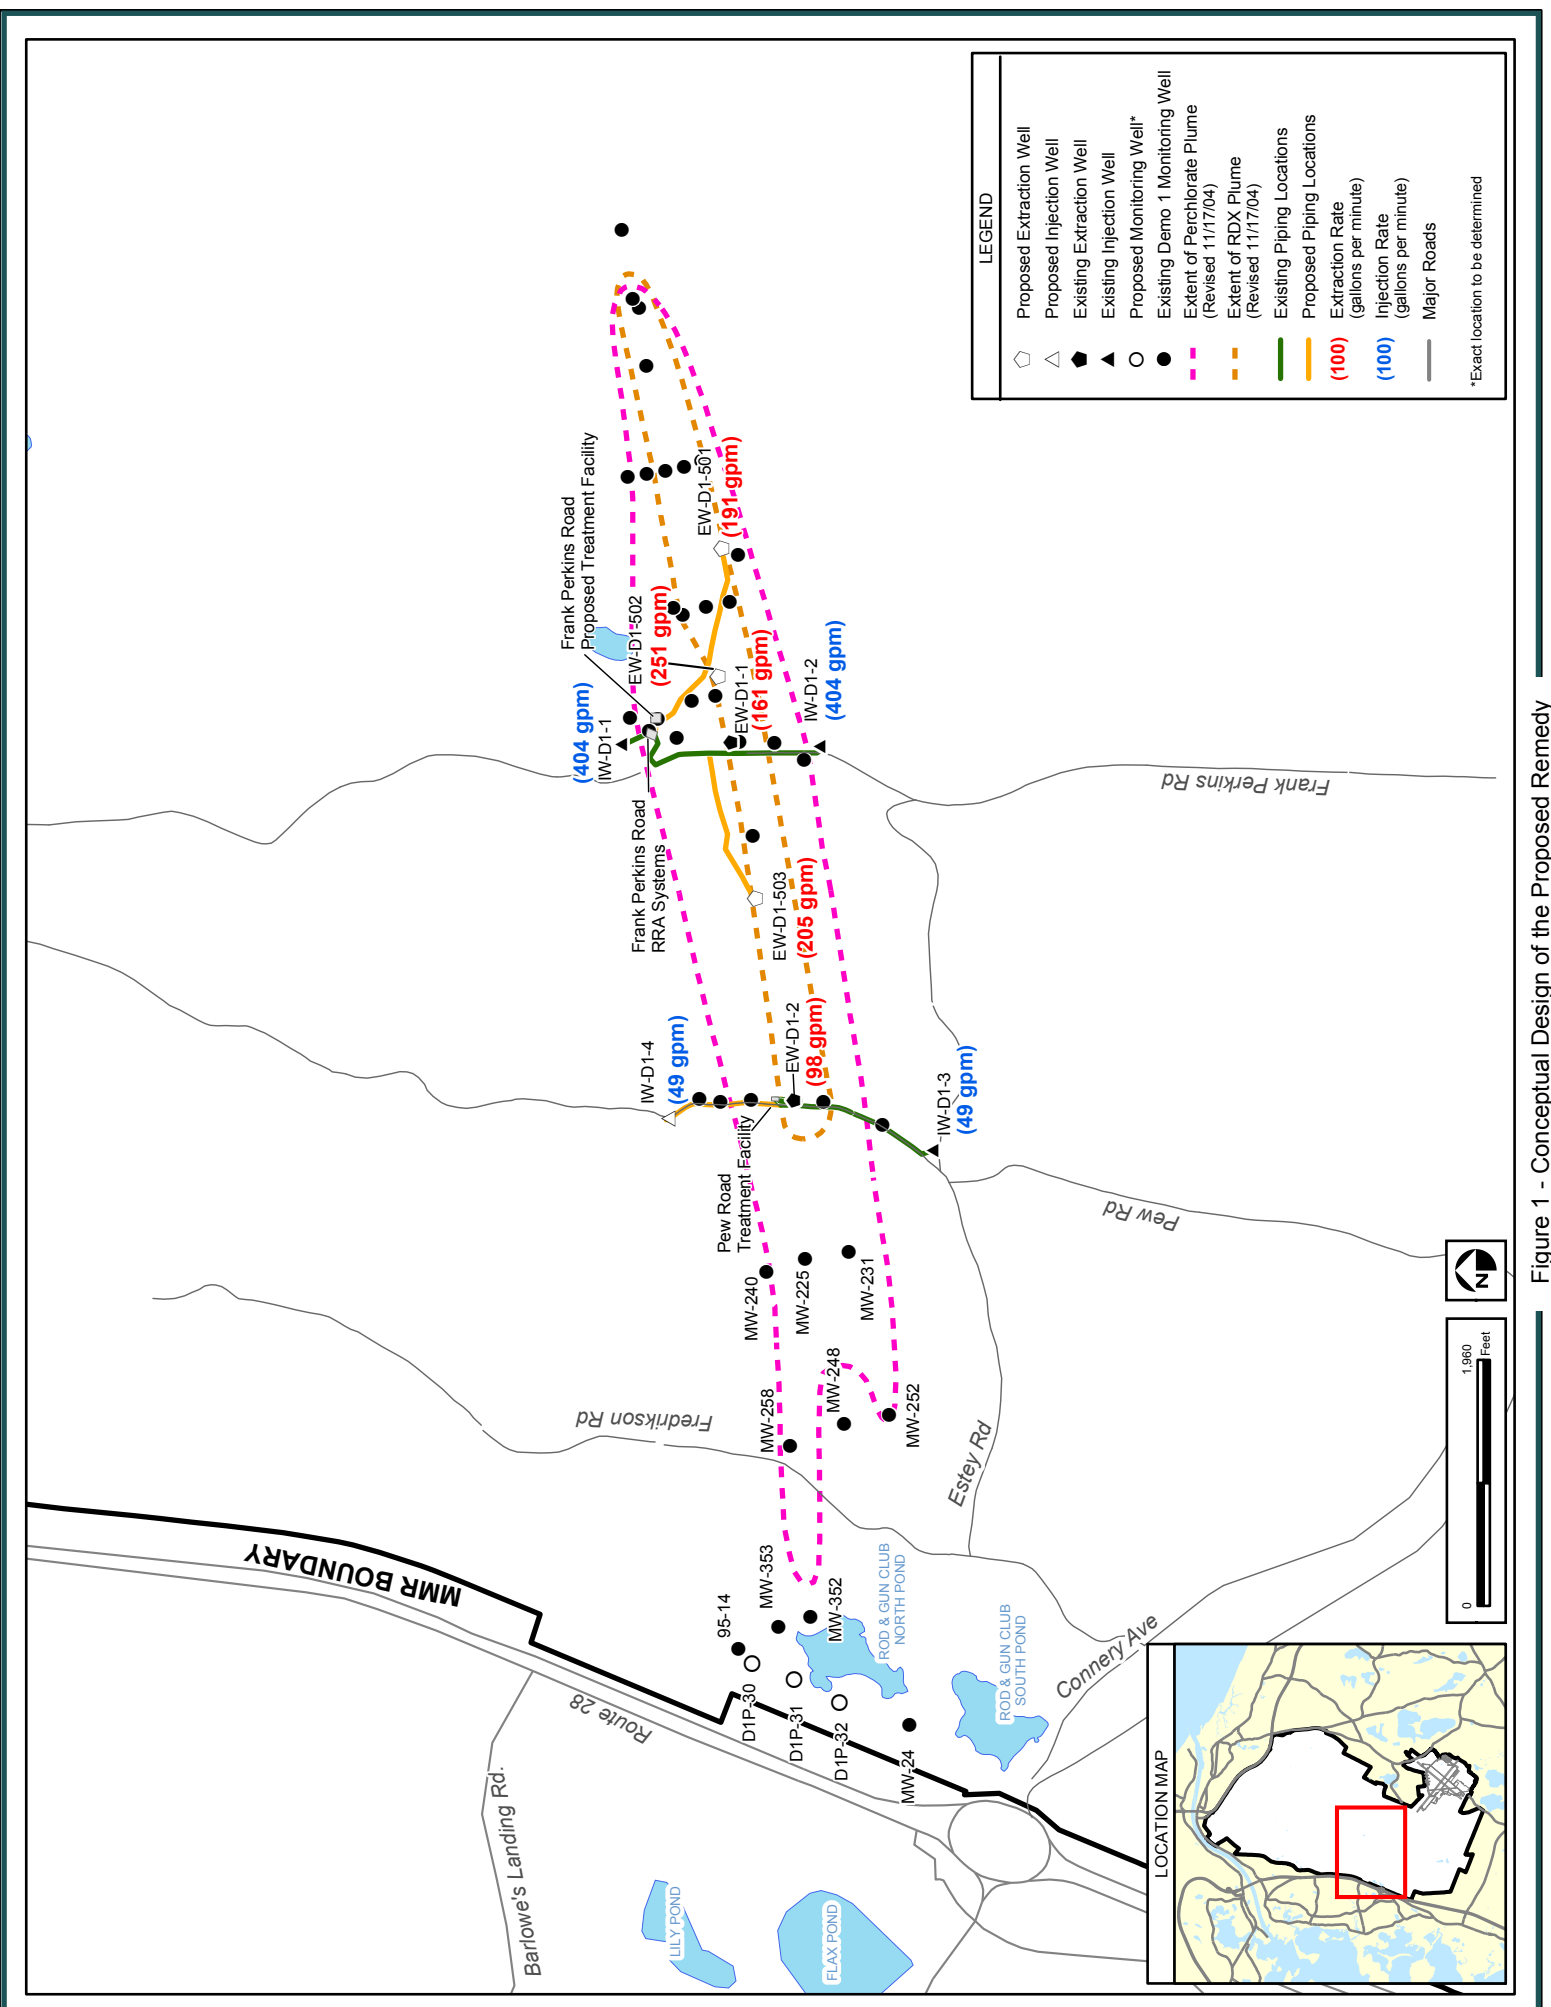 Barlowe's Landing Rd.
LILY POND
FLAX POND
Route 28
MMR BOUNDARY
95-14
MW-353
MW-352
D1P-30
D1P-31
D1P-32
MW-24
ROD & GUN CLUB
NORTH POND
ROD & GUN CLUB
SOUTH POND
Connery Ave
Estey Rd
Fredrikson Rd
MW-258
MW-248
MW-252
MW-240
MW-225
MW-231
Pew Road
Treatment Facility
Pew Rd
IW-D1-4
(49 gpm)
EW-D1-2
(98 gpm)
IW-D1-3
(49 gpm)
EW-D1-503
(205 gpm)
Frank Perkins Road
RRA Systems
(404 gpm)
IW-D1-1
Frank Perkins Road
Proposed Treatment Facility
EW-D1-502
(251 gpm)
EW-D1-1
(161 gpm)
IW-D1-2
(404 gpm)
EW-D1-501
(191 gpm)
Frank Perkins Rd
LEGEND
Proposed Extraction Well
Proposed Injection Well
Existing Extraction Well
Existing Injection Well
Proposed Monitoring Well*
Existing Demo 1 Monitoring Well
Extent of Perchlorate Plume
(Revised 11/17/04)
Extent of RDX Plume
(Revised 11/17/04)
Existing Piping Locations
Proposed Piping Locations
(100) Extraction Rate
(gallons per minute)
(100) Injection Rate
(gallons per minute)
Major Roads
*Exact location to be determined
LOCATION MAP
0 1,960
Feet
N
Figure 1 - Conceptual Design of the Proposed Remedy